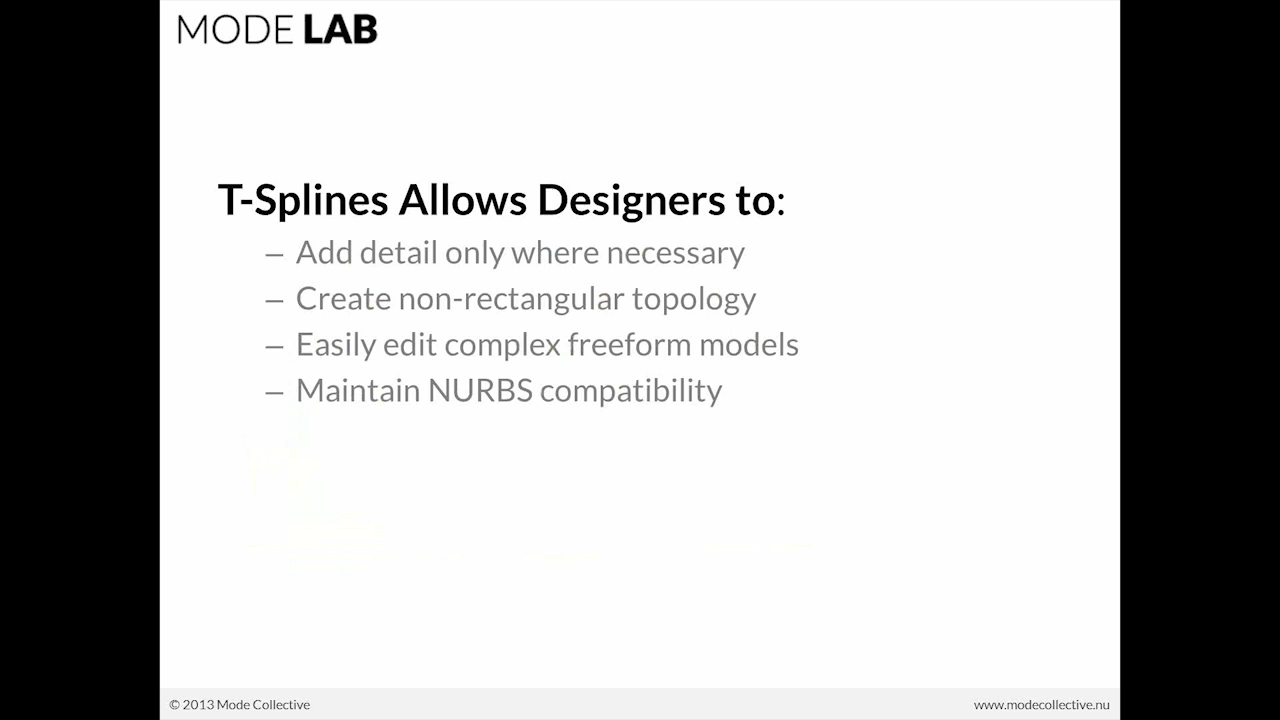 MODE LAB
T-Splines Allows Designers to:
– Add detail only where necessary
– Create non-rectangular topology
– Easily edit complex freeform models
– Maintain NURBS compatibility
© 2013 Mode Collective
www.modecollective.nu